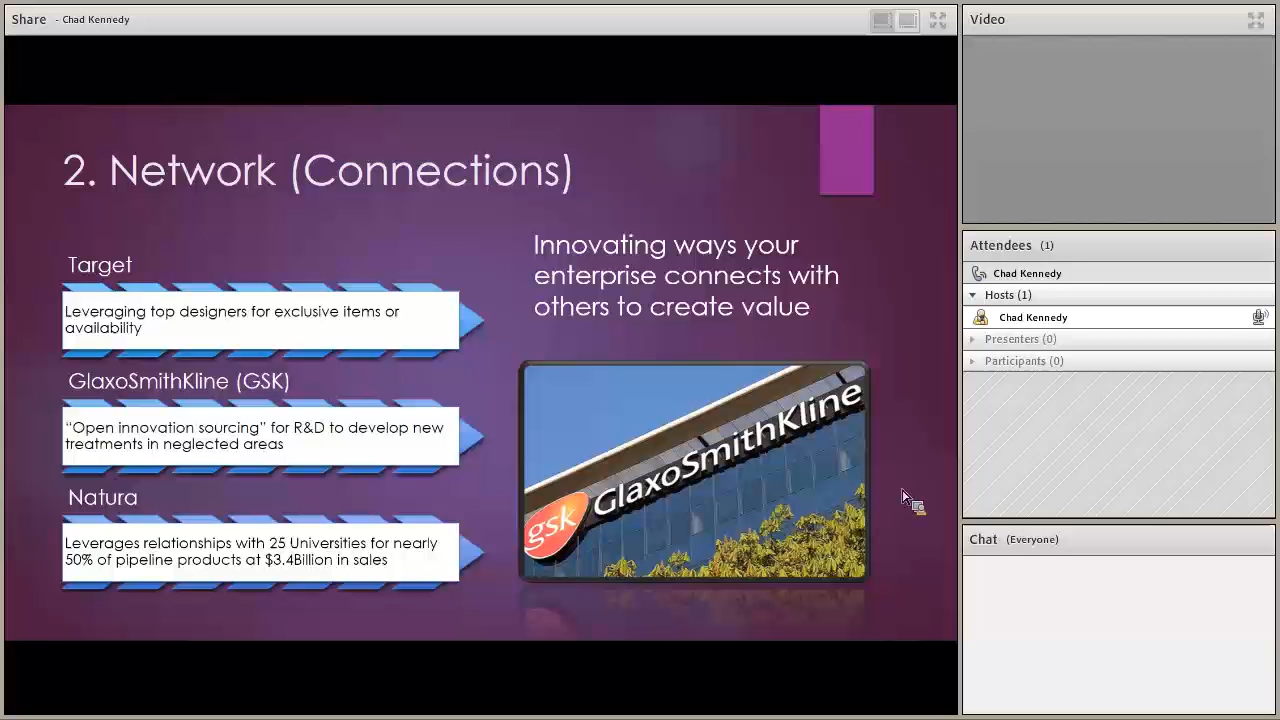 Share - Chad Kennedy
2. Network (Connections)
Target
Leveraging top designers for exclusive items or
availability
GlaxoSmithKline (GSK)
“Open innovation sourcing” for R&D to develop new
treatments in neglected areas
Natura
Leverages relationships with 25 Universities for nearly
50% of pipeline products at $3.4Billion in sales
Innovating ways your
enterprise connects with
others to create value
gsk GlaxoSmithKline
Video
Attendees (1)
Chad Kennedy
Hosts (1)
Chad Kennedy
Presenters (0)
Participants (0)
Chat (Everyone)